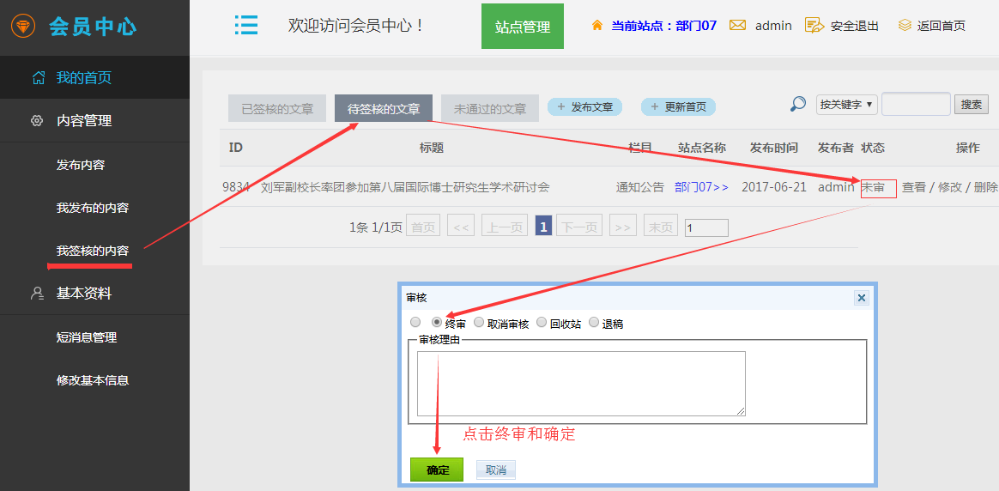 会员中心
欢迎访问会员中心！
站点管理
当前站点：部门07
admin
安全退出
返回首页
我的首页
内容管理
发布内容
我发布的内容
我签核的内容
基本资料
短消息管理
修改基本信息
已签核的文章
待签核的文章
未通过的文章
+ 发布文章
+ 更新首页
按关键字
搜索
ID 标题 栏目 站点名称 发布时间 发布者 状态 操作
9834 刘军副校长率团参加第八届国际博士研究生学术研讨会 通知公告 部门07>> 2017-06-21 admin 未审 查看 / 修改 / 删除
1条 1/1页 首页 << 上一页 1 下一页 >> 末页 1
审核
终审 取消审核 回收站 退稿
审核理由
点击终审和确定
确定 取消